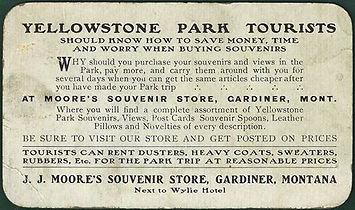 YELLOWSTONE PARK TOURISTS
SHOULD KNOW HOW TO SAVE MONEY, TIME
AND WORRY WHEN BUYING SOUVENIRS
WHY should you purchase your souvenirs and views in the
Park, pay more, and carry them around with you for
several days when you can get the same articles cheaper after
you have made your Park trip ∴ ∴ ∴ ∴ ∴
AT MOORE'S SOUVENIR STORE, GARDINER, MONT.
Where you will find a complete assortment of Yellowstone
Park Souvenirs, Views, Post Cards Souvenir Spoons, Leather
Pillows and Novelties of every description.
BE SURE TO VISIT OUR STORE AND GET POSTED ON PRICES
TOURISTS CAN RENT DUSTERS, HEAVY COATS, SWEATERS,
RUBBERS, Etc. FOR THE PARK TRIP AT REASONABLE PRICES
J. J. MOORE'S SOUVENIR STORE, GARDINER, MONTANA
Next to Wylie Hotel